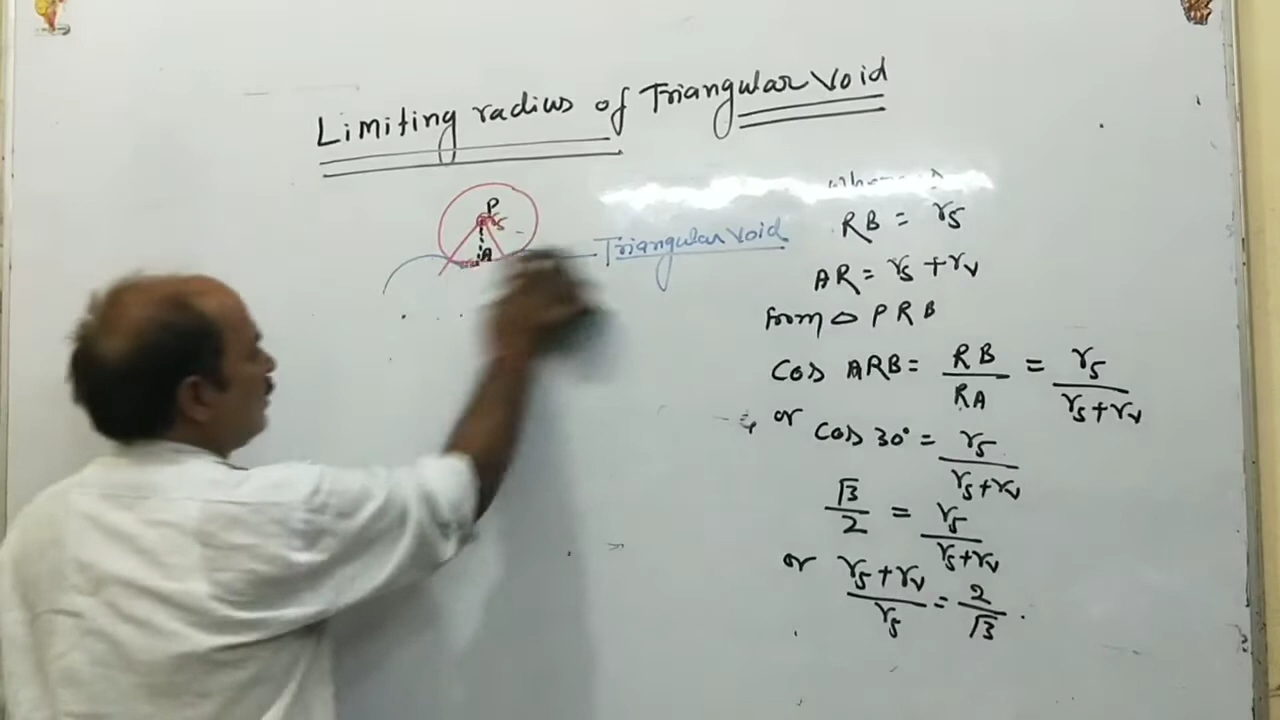 Limiting radius of Triangular Void
P
rs
A
Triangular Void
RB = rs
AR = rs + rv
from △ PRB
Cos ARB = RB / RA = rs / rs+rv
or Cos 30° = rs / rs+rv
√3 / 2 = rs / rs+rv
or rs+rv / rs = 2 / √3 .